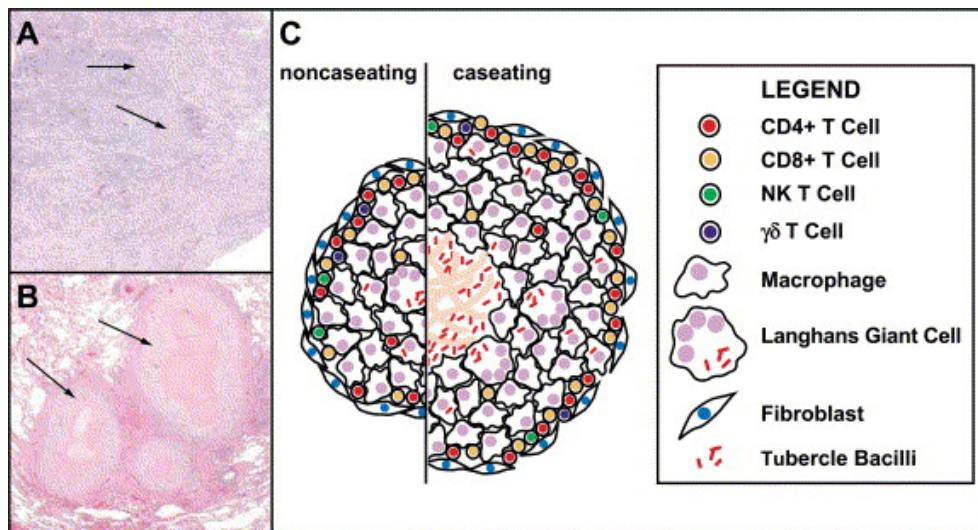 A
B
C
noncaseating
caseating
LEGEND
CD4+ T Cell
CD8+ T Cell
NK T Cell
γδ T Cell
Macrophage
Langhans Giant Cell
Fibroblast
Tubercle Bacilli